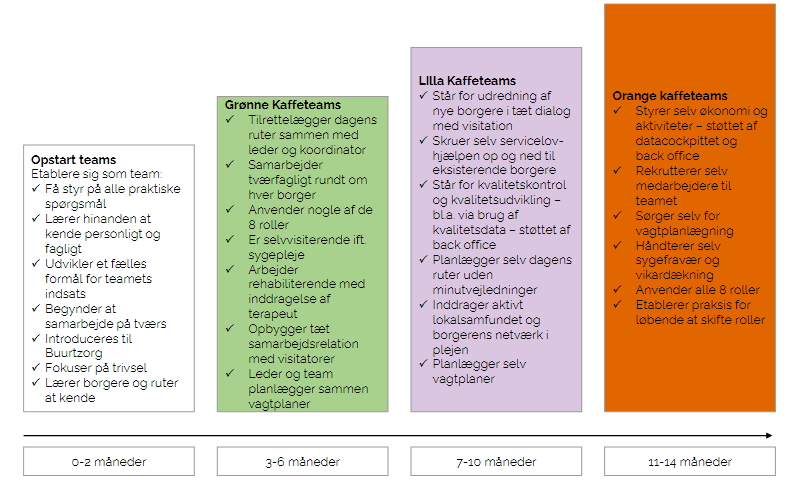 Opstart teams
Etablere sig som team:
✓ Få styr på alle praktiske
spørgsmål
✓ Lærer hinanden at
kende personligt og
fagligt
✓ Udvikler et fælles
formål for teamets
indsats
✓ Begynder at
samarbejde på tværs
✓ Introduceres til
Buurtzorg
✓ Fokuser på trivsel
✓ Lærer borgere og ruter
at kende
Grønne Kaffeteams
✓ Tilrettelægger dagens
ruter sammen med
leder og koordinator
✓ Samarbejder
tværfagligt rundt om
hver borger
✓ Anvender nogle af de
8 roller
✓ Er selvvisiterende ift.
sygepleje
✓ Arbejder
rehabiliterende med
inddragelse af
terapeut
✓ Opbygger tæt
samarbejdsrelation
med visitatorer
✓ Leder og team
planlægger sammen
vagtplaner
LIlla Kaffeteams
✓ Står for udredning af
nye borgere i tæt dialog
med visitation
✓ Skruer selv servicelov-
hjælpen op og ned til
eksisterende borgere
✓ Står for kvalitetskontrol
og kvalitetsudvikling –
bl.a. via brug af
kvalitetsdata – støttet af
back office
✓ Planlægger selv dagens
ruter uden
minutvejledninger
✓ Inddrager aktivt
lokalsamfundet og
borgerens netværk i
plejen
✓ Planlægger selv
vagtplaner
Orange kaffeteams
✓ Styrer selv økonomi og
aktiviteter – støttet af
datacockpittet og
back office
✓ Rekrutterer selv
medarbejdere til
teamet
✓ Sørger selv for
vagtplanlægning
✓ Håndterer selv
sygefravær og
vikardækning
✓ Anvender alle 8 roller
✓ Etablerer praksis for
løbende at skifte roller
0-2 måneder
3-6 måneder
7-10 måneder
11-14 måneder